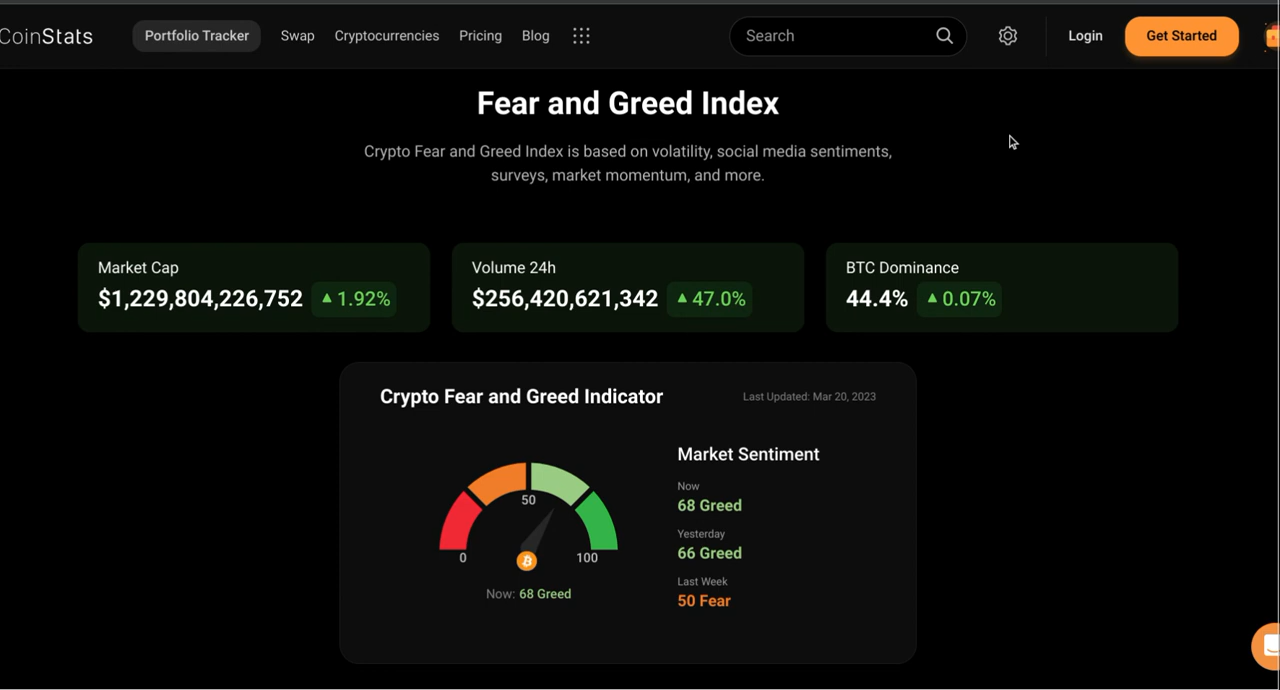 CoinStats
Portfolio Tracker
Swap
Cryptocurrencies
Pricing
Blog
Search
Login
Get Started
Fear and Greed Index
Crypto Fear and Greed Index is based on volatility, social media sentiments,
surveys, market momentum, and more.
Market Cap
$1,229,804,226,752 ▲ 1.92%
Volume 24h
$256,420,621,342 ▲ 47.0%
BTC Dominance
44.4% ▲ 0.07%
Crypto Fear and Greed Indicator
Last Updated: Mar 20, 2023
50
0
100
Now: 68 Greed
Market Sentiment
Now
68 Greed
Yesterday
66 Greed
Last Week
50 Fear